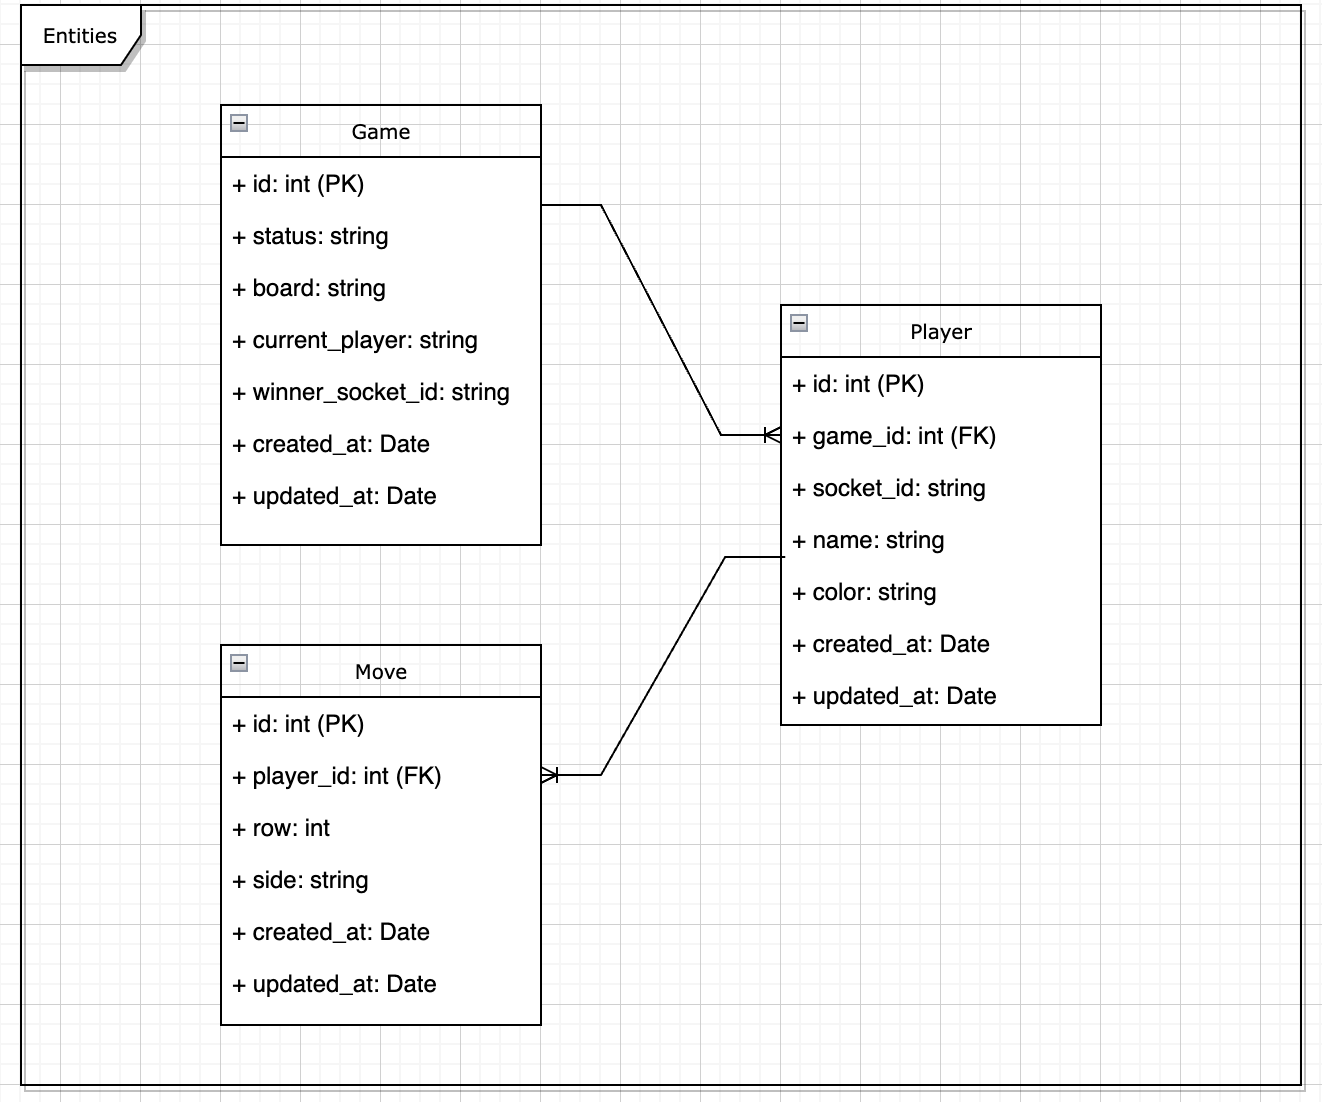 Entities
Game
+ id: int (PK)
+ status: string
+ board: string
+ current_player: string
+ winner_socket_id: string
+ created_at: Date
+ updated_at: Date
Player
+ id: int (PK)
+ game_id: int (FK)
+ socket_id: string
+ name: string
+ color: string
+ created_at: Date
+ updated_at: Date
Move
+ id: int (PK)
+ player_id: int (FK)
+ row: int
+ side: string
+ created_at: Date
+ updated_at: Date